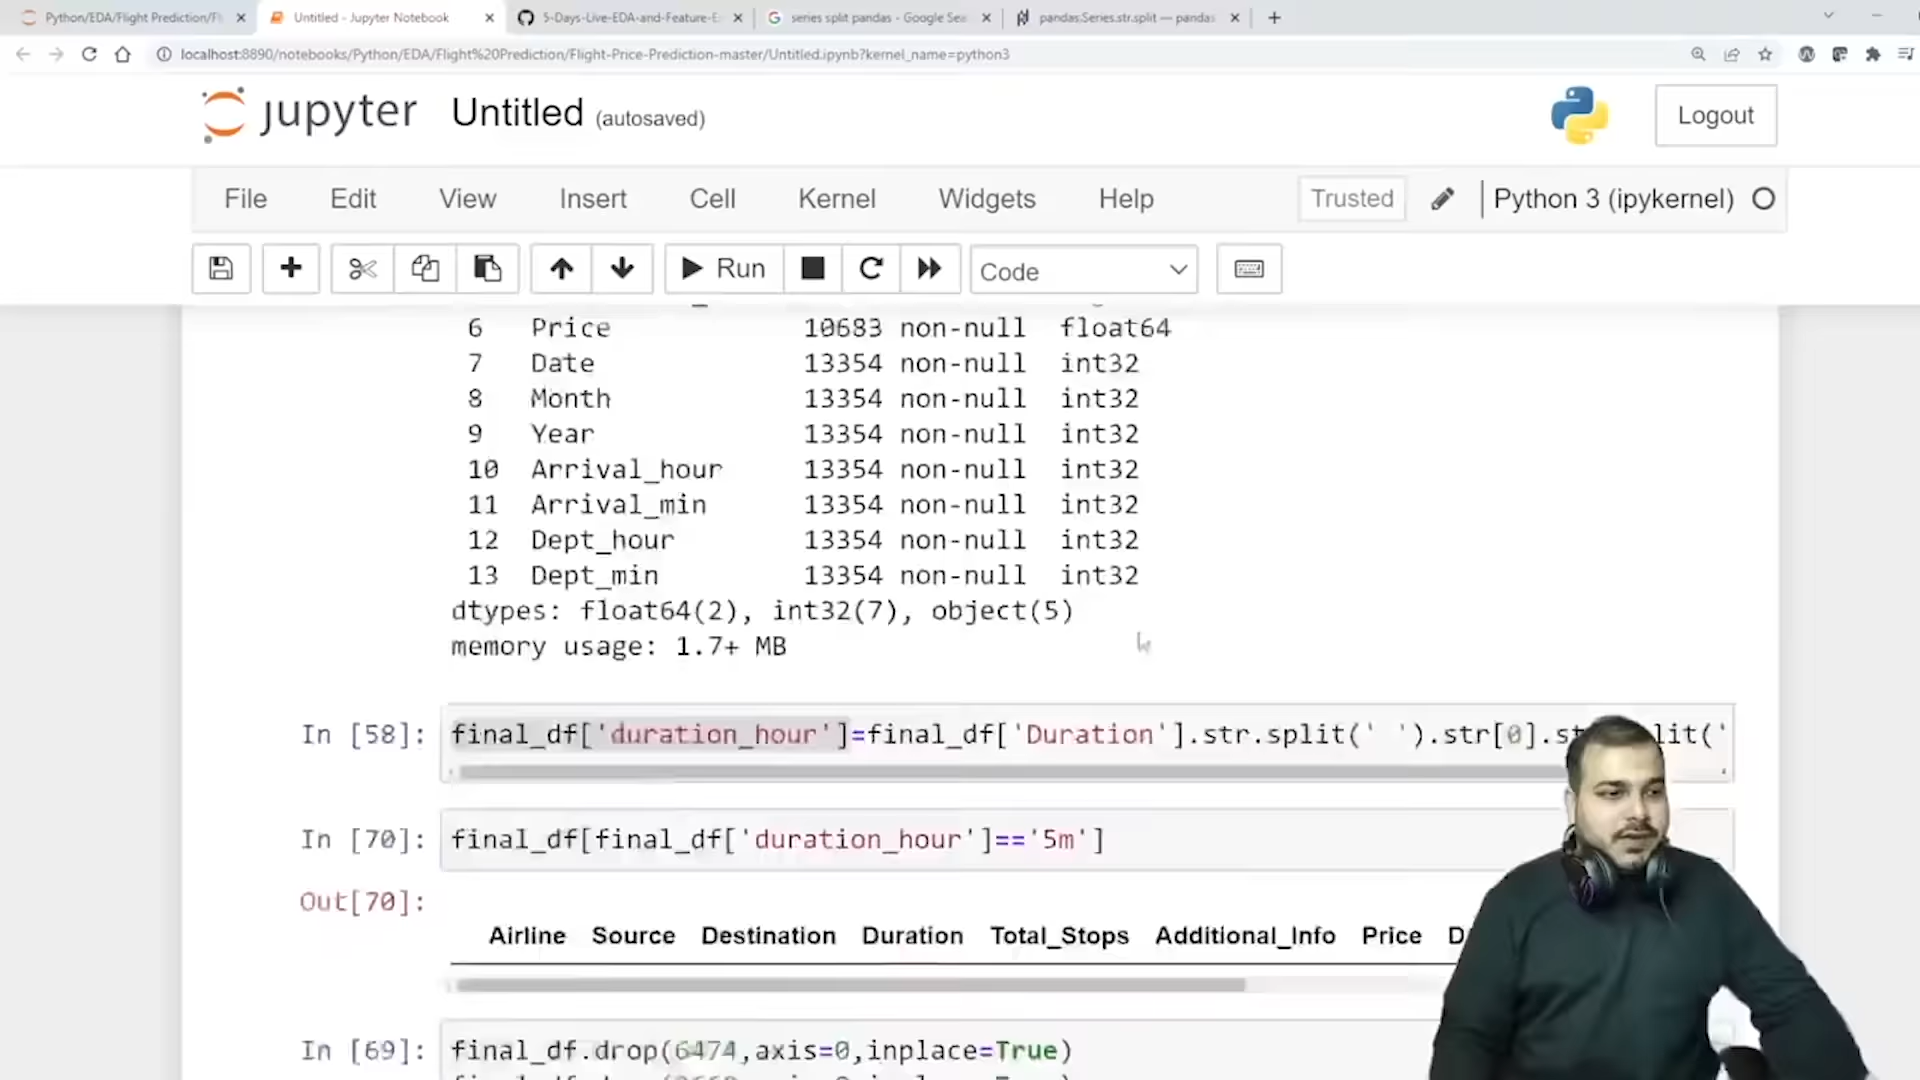 Python/EDA/Flight Prediction/Fl
Untitled - Jupyter Notebook
5-Days-Live-EDA-and-Feature-E
series split pandas - Google Sea
pandas.Series.str.split — pandas
localhost:8890/notebooks/Python/EDA/Flight%20Prediction/Flight-Price-Prediction-master/Untitled.ipynb?kernel_name=python3
jupyter Untitled (autosaved)
Logout
File Edit View Insert Cell Kernel Widgets Help Trusted Python 3 (ipykernel)
Run Code
6 Price 10683 non-null float64
7 Date 13354 non-null int32
8 Month 13354 non-null int32
9 Year 13354 non-null int32
10 Arrival_hour 13354 non-null int32
11 Arrival_min 13354 non-null int32
12 Dept_hour 13354 non-null int32
13 Dept_min 13354 non-null int32
dtypes: float64(2), int32(7), object(5)
memory usage: 1.7+ MB
In [58]: final_df['duration_hour']=final_df['Duration'].str.split(' ').str[0].st lit('
In [70]: final_df[final_df['duration_hour']=='5m']
Out[70]:
Airline Source Destination Duration Total_Stops Additional_Info Price D
In [69]: final_df.drop(6474,axis=0,inplace=True)